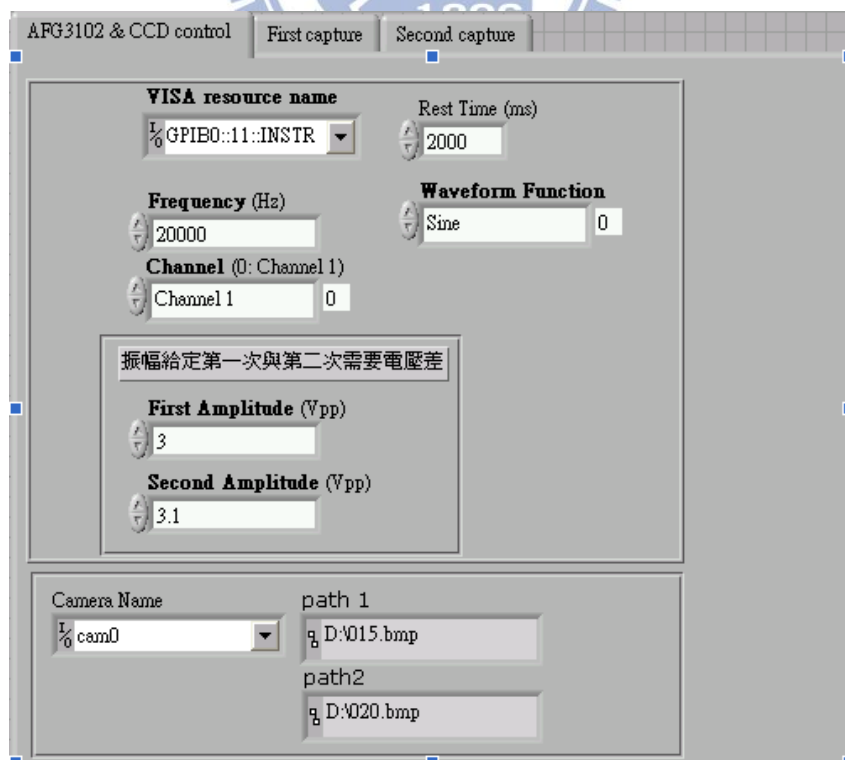 AFG3102 & CCD control
First capture
Second capture
VISA resource name
GPIB0::11::INSTR
Rest Time (ms)
2000
Frequency (Hz)
20000
Waveform Function
Sine
0
Channel (0: Channel 1)
Channel 1
0
振幅給定第一次與第二次需要電壓差
First Amplitude (Vpp)
3
Second Amplitude (Vpp)
3.1
Camera Name
cam0
path 1
D:\015.bmp
path2
D:\020.bmp